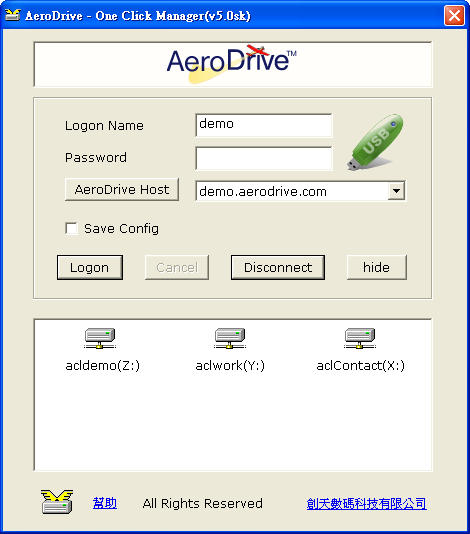 AeroDrive - One Click Manager(v5.0sk)
AeroDrive™
Logon Name demo
Password
USB
AeroDrive Host demo.aerodrive.com
Save Config
Logon Cancel Disconnect hide
acldemo(Z:) aclwork(Y:) aclContact(X:)
幫助 All Rights Reserved 創天數碼科技有限公司